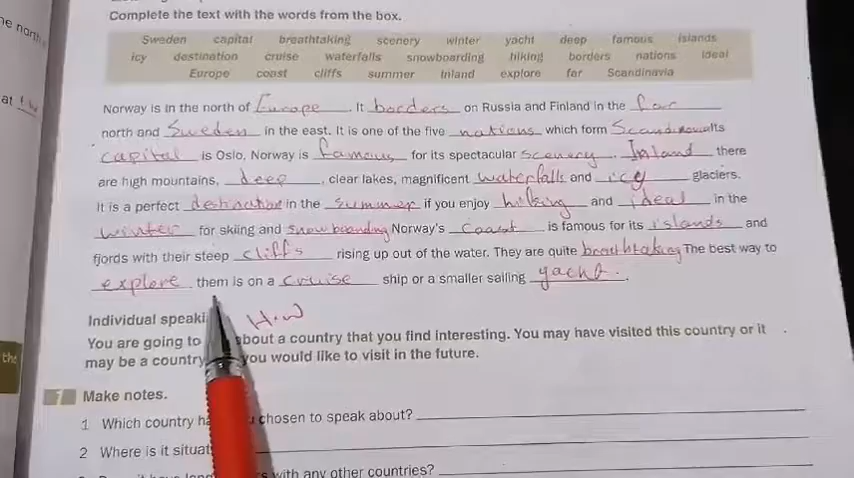 he north
at
the
Complete the text with the words from the box.
Sweden capital breathtaking scenery winter yacht deep famous islands
icy destination cruise waterfalls snowboarding hiking borders nations ideal
Europe coast cliffs summer Inland explore far Scandinavia
Norway is in the north of Europe. It borders on Russia and Finland in the far
north and Sweden in the east. It is one of the five nations which form Scandinavia Its
capital is Oslo, Norway is famous for its spectacular scenery. Inland there
are high mountains, deep, clear lakes, magnificent waterfalls and icy glaciers.
It is a perfect destination in the summer if you enjoy hiking and ideal in the
winter for skiing and snowboarding Norway's coast is famous for its islands and
fjords with their steep cliffs rising up out of the water. They are quite breathtaking The best way to
explore them is on a cruise ship or a smaller sailing yacht.
Individual speaki H.W
You are going to bout a country that you find interesting. You may have visited this country or it
may be a country you would like to visit in the future.
Make notes.
1 Which country ha chosen to speak about?
2 Where is it situat
with any other countries?